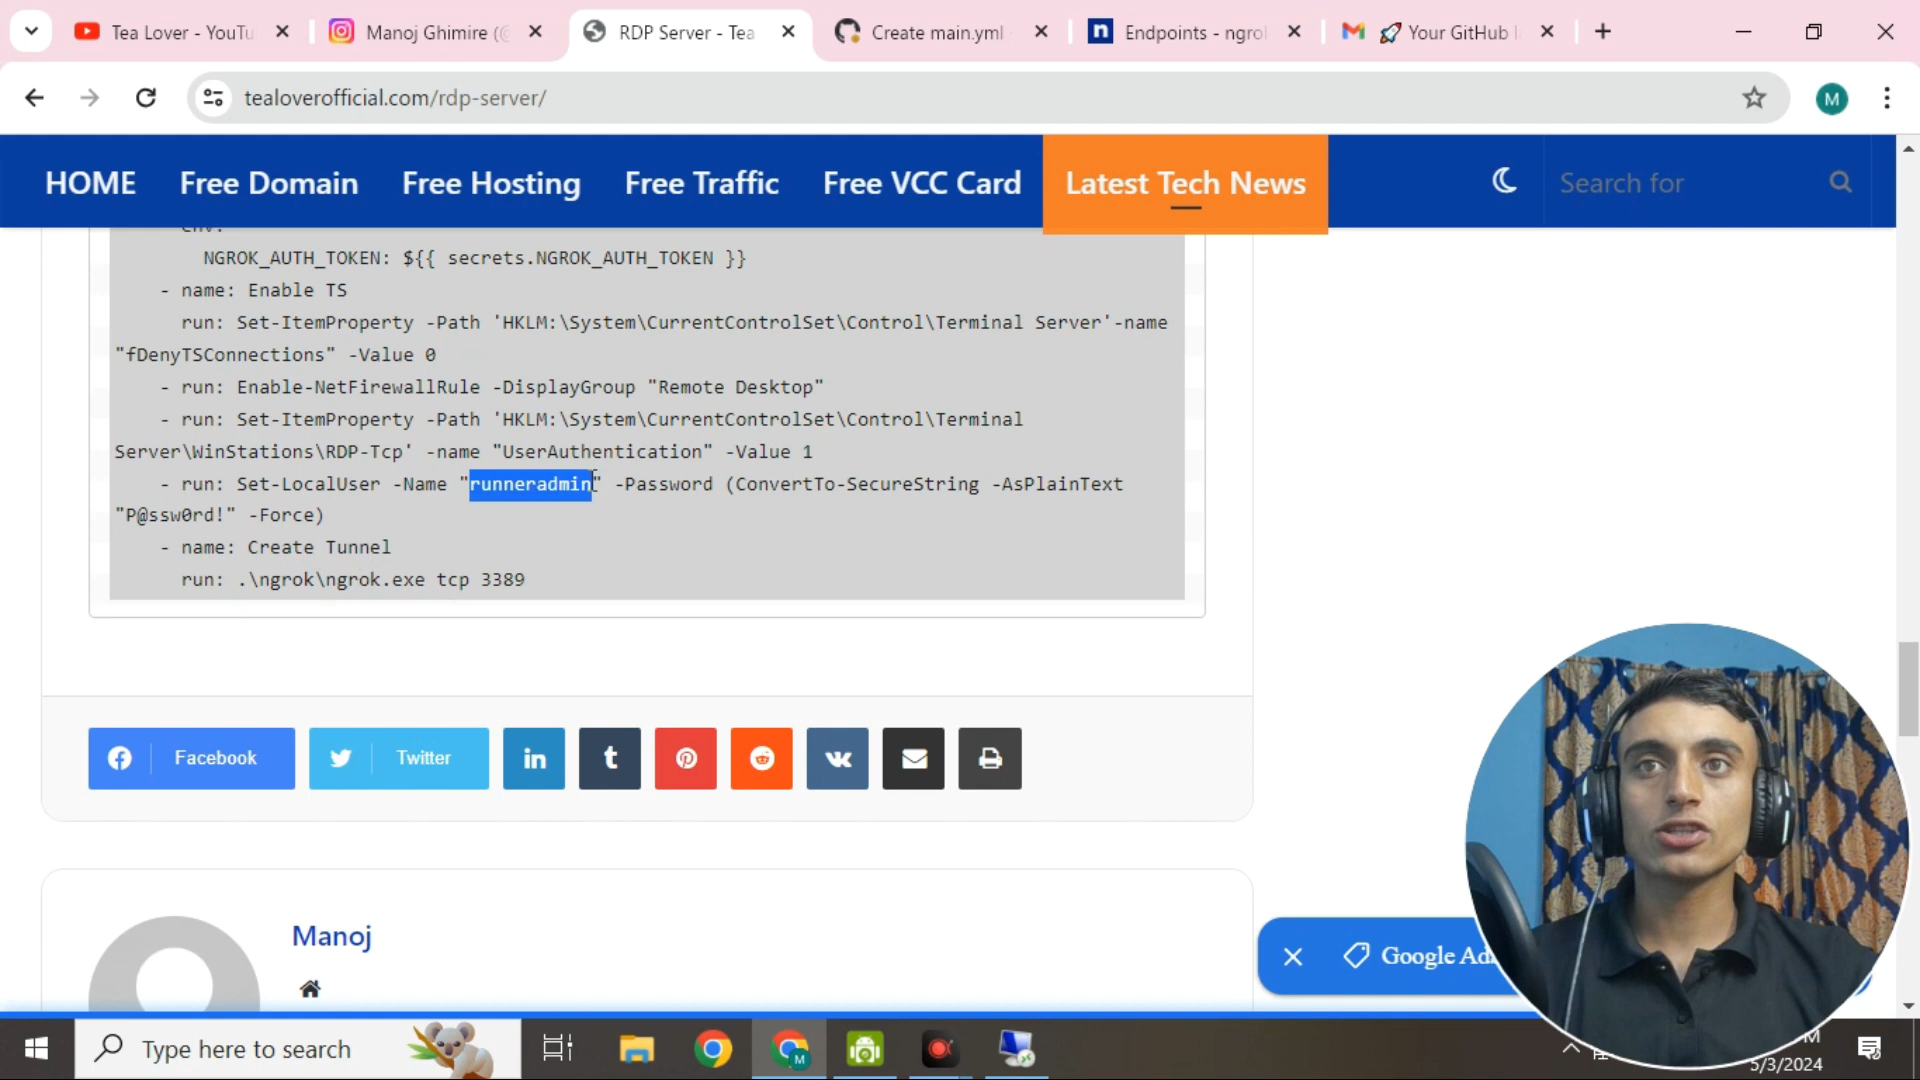 Tea Lover - YouTu
Manoj Ghimire (@
RDP Server - Tea
Create main.yml
Endpoints - ngrok
🚀 Your GitHub l
tealoverofficial.com/rdp-server/
M
HOME
Free Domain
Free Hosting
Free Traffic
Free VCC Card
Latest Tech News
Search for
env:
NGROK_AUTH_TOKEN: ${{ secrets.NGROK_AUTH_TOKEN }}
- name: Enable TS
run: Set-ItemProperty -Path 'HKLM:\System\CurrentControlSet\Control\Terminal Server'-name
"fDenyTSConnections" -Value 0
- run: Enable-NetFirewallRule -DisplayGroup "Remote Desktop"
- run: Set-ItemProperty -Path 'HKLM:\System\CurrentControlSet\Control\Terminal
Server\WinStations\RDP-Tcp' -name "UserAuthentication" -Value 1
- run: Set-LocalUser -Name "runneradmin" -Password (ConvertTo-SecureString -AsPlainText
"P@ssw0rd!" -Force)
- name: Create Tunnel
run: .\ngrok\ngrok.exe tcp 3389
Facebook
Twitter
Manoj
Google Ads
Type here to search
M
5/3/2024